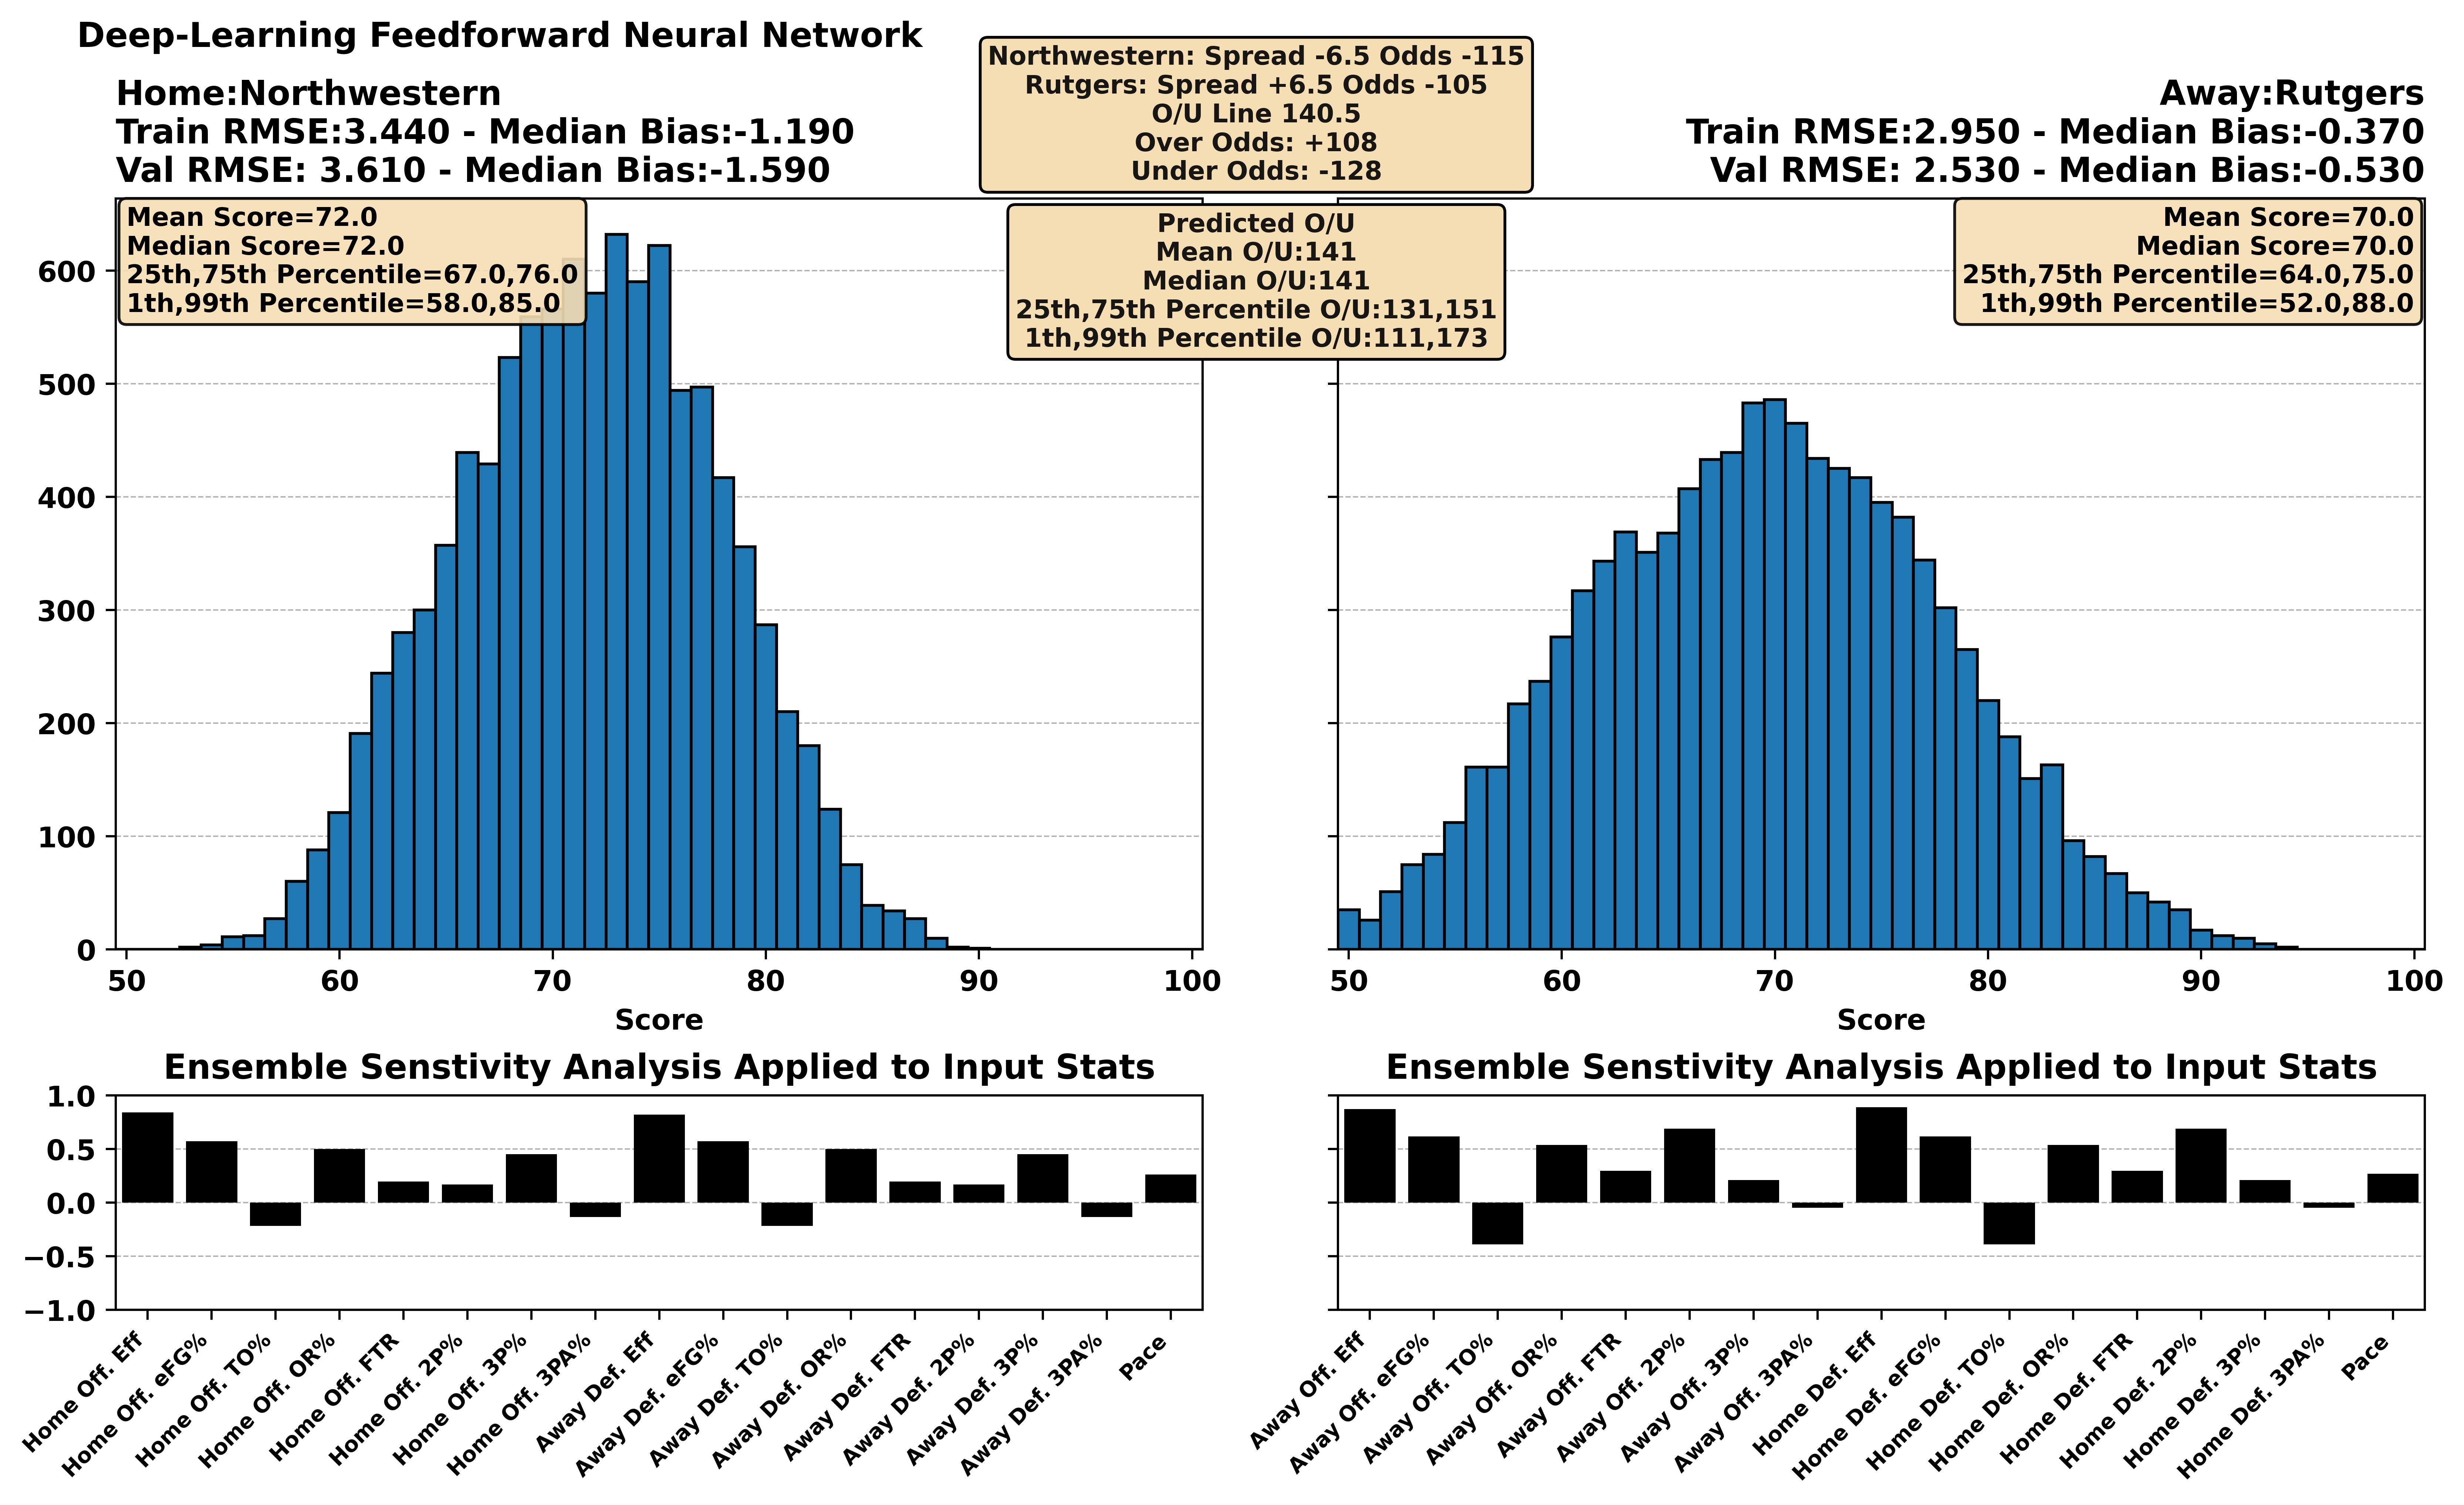 Deep-Learning Feedforward Neural Network
Home:Northwestern
Train RMSE:3.440 - Median Bias:-1.190
Val RMSE: 3.610 - Median Bias:-1.590
Northwestern: Spread -6.5 Odds -115
Rutgers: Spread +6.5 Odds -105
O/U Line 140.5
Over Odds: +108
Under Odds: -128
Away:Rutgers
Train RMSE:2.950 - Median Bias:-0.370
Val RMSE: 2.530 - Median Bias:-0.530
Mean Score=72.0
Median Score=72.0
25th,75th Percentile=67.0,76.0
1th,99th Percentile=58.0,85.0
Predicted O/U
Mean O/U:141
Median O/U:141
25th,75th Percentile O/U:131,151
1th,99th Percentile O/U:111,173
Mean Score=70.0
Median Score=70.0
25th,75th Percentile=64.0,75.0
1th,99th Percentile=52.0,88.0
600
500
400
300
200
100
0
50 60 70 80 90 100
Score
50 60 70 80 90 100
Score
Ensemble Senstivity Analysis Applied to Input Stats
1.0
0.5
0.0
−0.5
−1.0
Home Off. Eff
Home Off. eFG%
Home Off. TO%
Home Off. OR%
Home Off. FTR
Home Off. 2P%
Home Off. 3P%
Home Off. 3PA%
Away Def. Eff
Away Def. eFG%
Away Def. TO%
Away Def. OR%
Away Def. FTR
Away Def. 2P%
Away Def. 3P%
Away Def. 3PA%
Pace
Ensemble Senstivity Analysis Applied to Input Stats
Away Off. Eff
Away Off. eFG%
Away Off. TO%
Away Off. OR%
Away Off. FTR
Away Off. 2P%
Away Off. 3P%
Away Off. 3PA%
Home Def. Eff
Home Def. eFG%
Home Def. TO%
Home Def. OR%
Home Def. FTR
Home Def. 2P%
Home Def. 3P%
Home Def. 3PA%
Pace